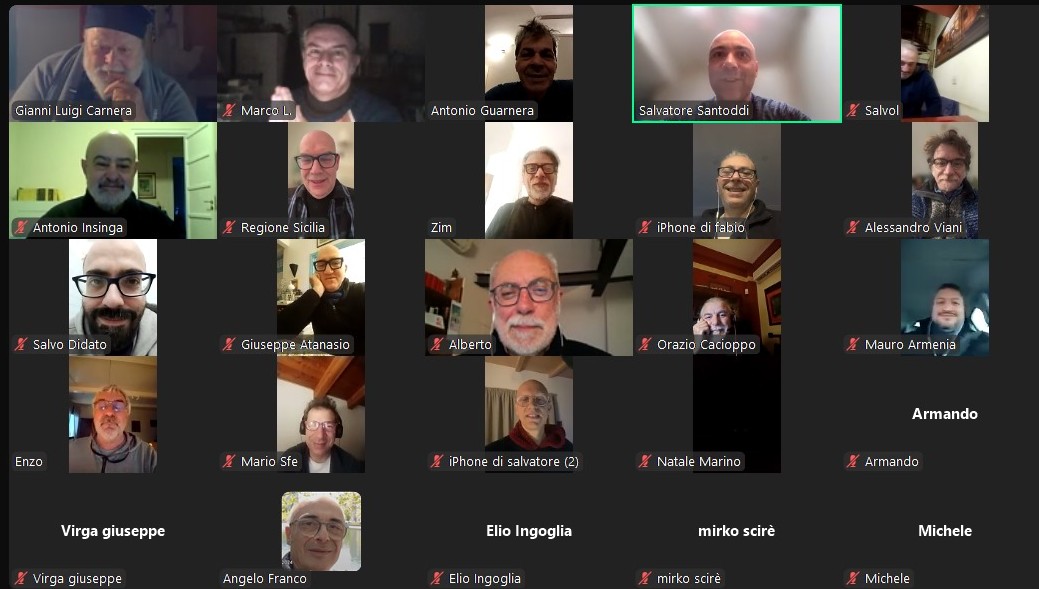 Gianni Luigi Carnera
Marco L.
Antonio Guarnera
Salvatore Santoddi
Salvol
Antonio Insinga
Regione Sicilia
Zim
iPhone di fabio
Alessandro Viani
Salvo Didato
Giuseppe Atanasio
Alberto
Orazio Cacioppo
Mauro Armenia
Enzo
Mario Sfe
iPhone di salvatore (2)
Natale Marino
Armando
Armando
Virga giuseppe
Elio Ingoglia
mirko scirè
Michele
Virga giuseppe
Angelo Franco
Elio Ingoglia
mirko scirè
Michele